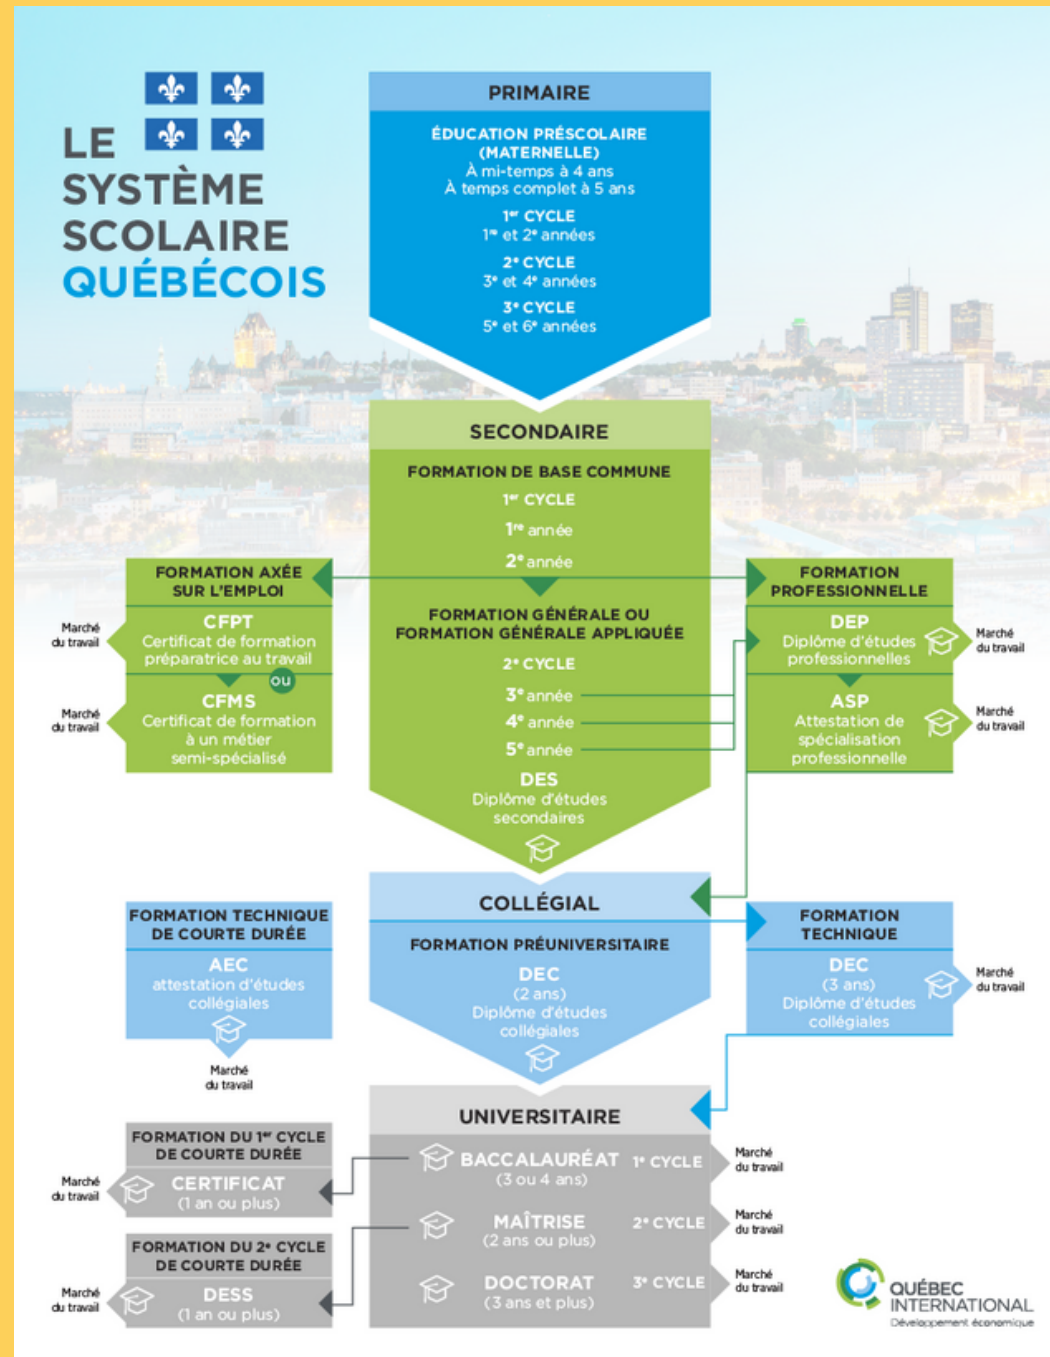 LE
SYSTÈME
SCOLAIRE
QUÉBÉCOIS
PRIMAIRE
ÉDUCATION PRÉSCOLAIRE
(MATERNELLE)
À mi-temps à 4 ans
À temps complet à 5 ans
1er CYCLE
1re et 2e années
2e CYCLE
3e et 4e années
3e CYCLE
5e et 6e années
SECONDAIRE
FORMATION DE BASE COMMUNE
1er CYCLE
1re année
2e année
FORMATION GÉNÉRALE OU
FORMATION GÉNÉRALE APPLIQUÉE
2e CYCLE
3e année
4e année
5e année
DES
Diplôme d'études
secondaires
FORMATION AXÉE
SUR L'EMPLOI
CFPT
Certificat de formation
préparatrice au travail
Marché
du travail
ou
CFMS
Certificat de formation
à un métier
semi-spécialisé
Marché
du travail
FORMATION
PROFESSIONNELLE
DEP
Diplôme d'études
professionnelles
Marché
du travail
ASP
Attestation de
spécialisation
professionnelle
Marché
du travail
COLLÉGIAL
FORMATION PRÉUNIVERSITAIRE
DEC
(2 ans)
Diplôme d'études
collégiales
FORMATION TECHNIQUE
DE COURTE DURÉE
AEC
attestation d'études
collégiales
Marché
du travail
FORMATION
TECHNIQUE
DEC
(3 ans)
Diplôme d'études
collégiales
Marché
du travail
UNIVERSITAIRE
BACCALAURÉAT 1e CYCLE
(3 ou 4 ans)
Marché
du travail
MAÎTRISE 2e CYCLE
(2 ans ou plus)
Marché
du travail
DOCTORAT 3e CYCLE
(3 ans et plus)
Marché
du travail
FORMATION DU 1er CYCLE
DE COURTE DURÉE
CERTIFICAT
(1 an ou plus)
Marché
du travail
FORMATION DU 2e CYCLE
DE COURTE DURÉE
DESS
(1 an ou plus)
Marché
du travail
QUÉBEC
INTERNATIONAL
Développement économique